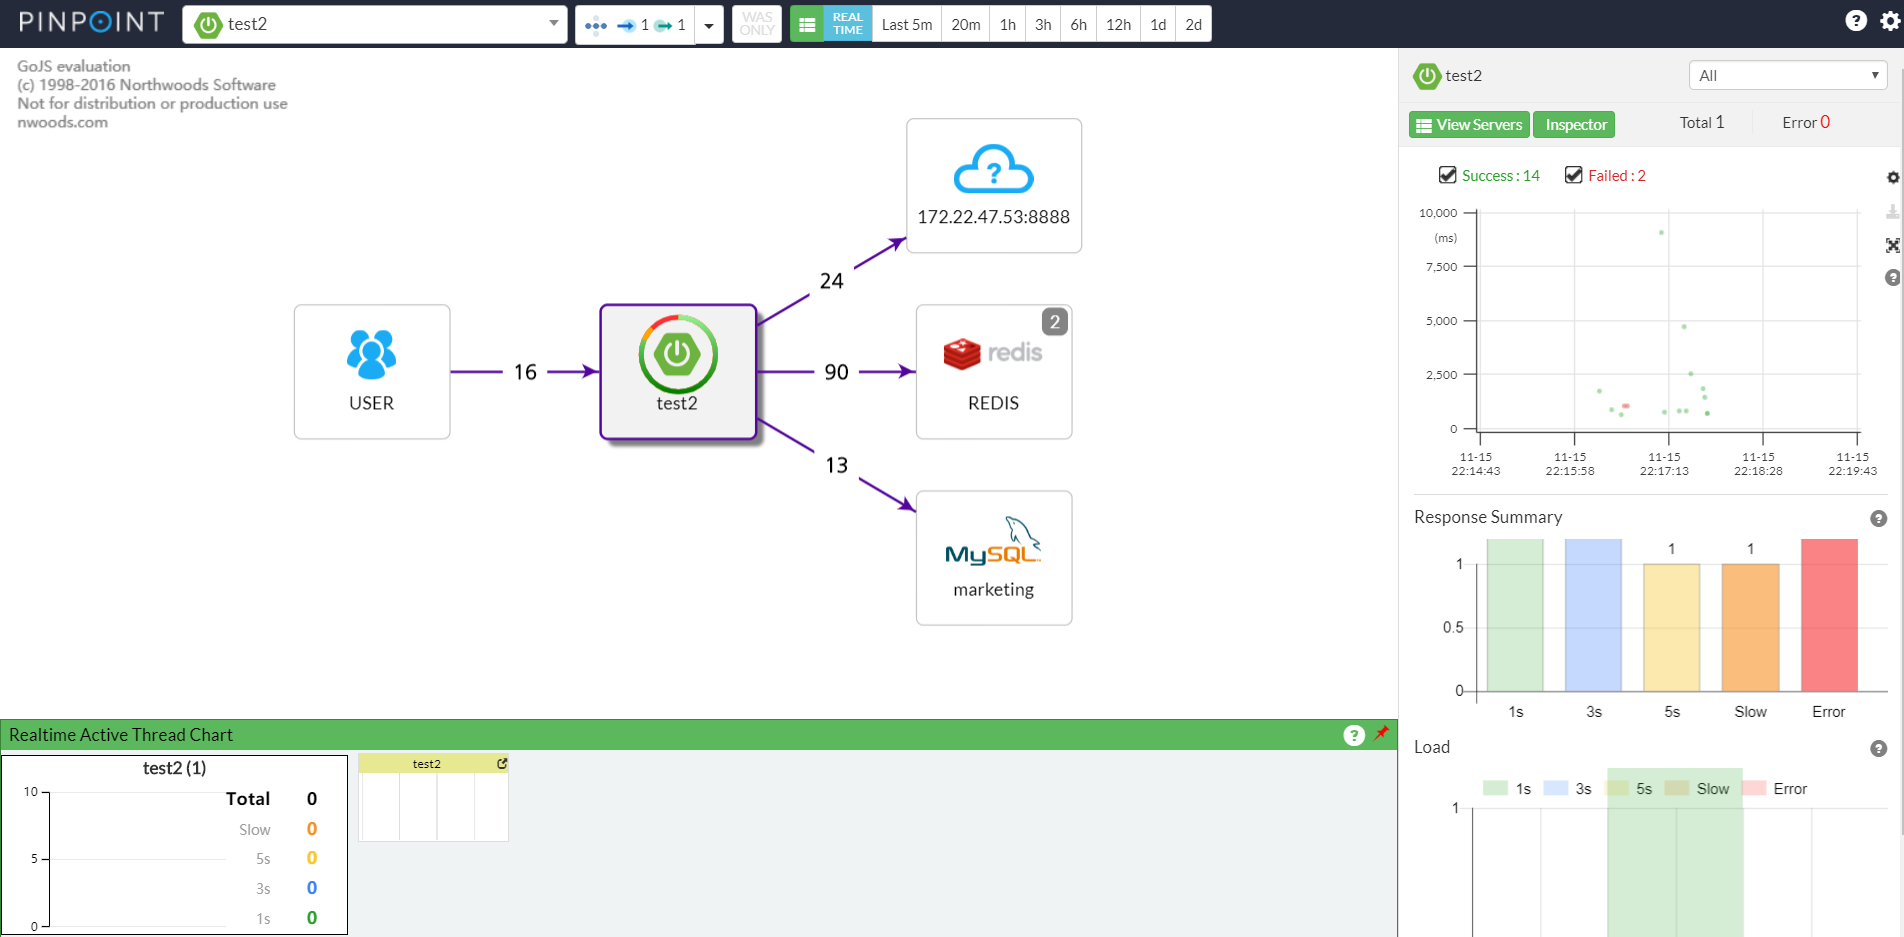 PINPOINT
test2
1 1
WAS ONLY
REAL TIME
Last 5m
20m
1h
3h
6h
12h
1d
2d
?
GoJS evaluation
(c) 1998-2016 Northwoods Software
Not for distribution or production use
nwoods.com
?
172.22.47.53:8888
24
USER
16
test2
90
2
redis
REDIS
13
MySQL
marketing
test2
All
View Servers
Inspector
Total 1
Error 0
Success : 14
Failed : 2
10,000
(ms)
7,500
5,000
2,500
0
11-15 22:14:43
11-15 22:15:58
11-15 22:17:13
11-15 22:18:28
11-15 22:19:43
?
Response Summary
?
1 1
1
0.5
0
1s 3s 5s Slow Error
Load
?
1s 3s 5s Slow Error
1
Realtime Active Thread Chart
?
test2 (1)
10
5
0
Total 0
Slow 0
5s 0
3s 0
1s 0
test2